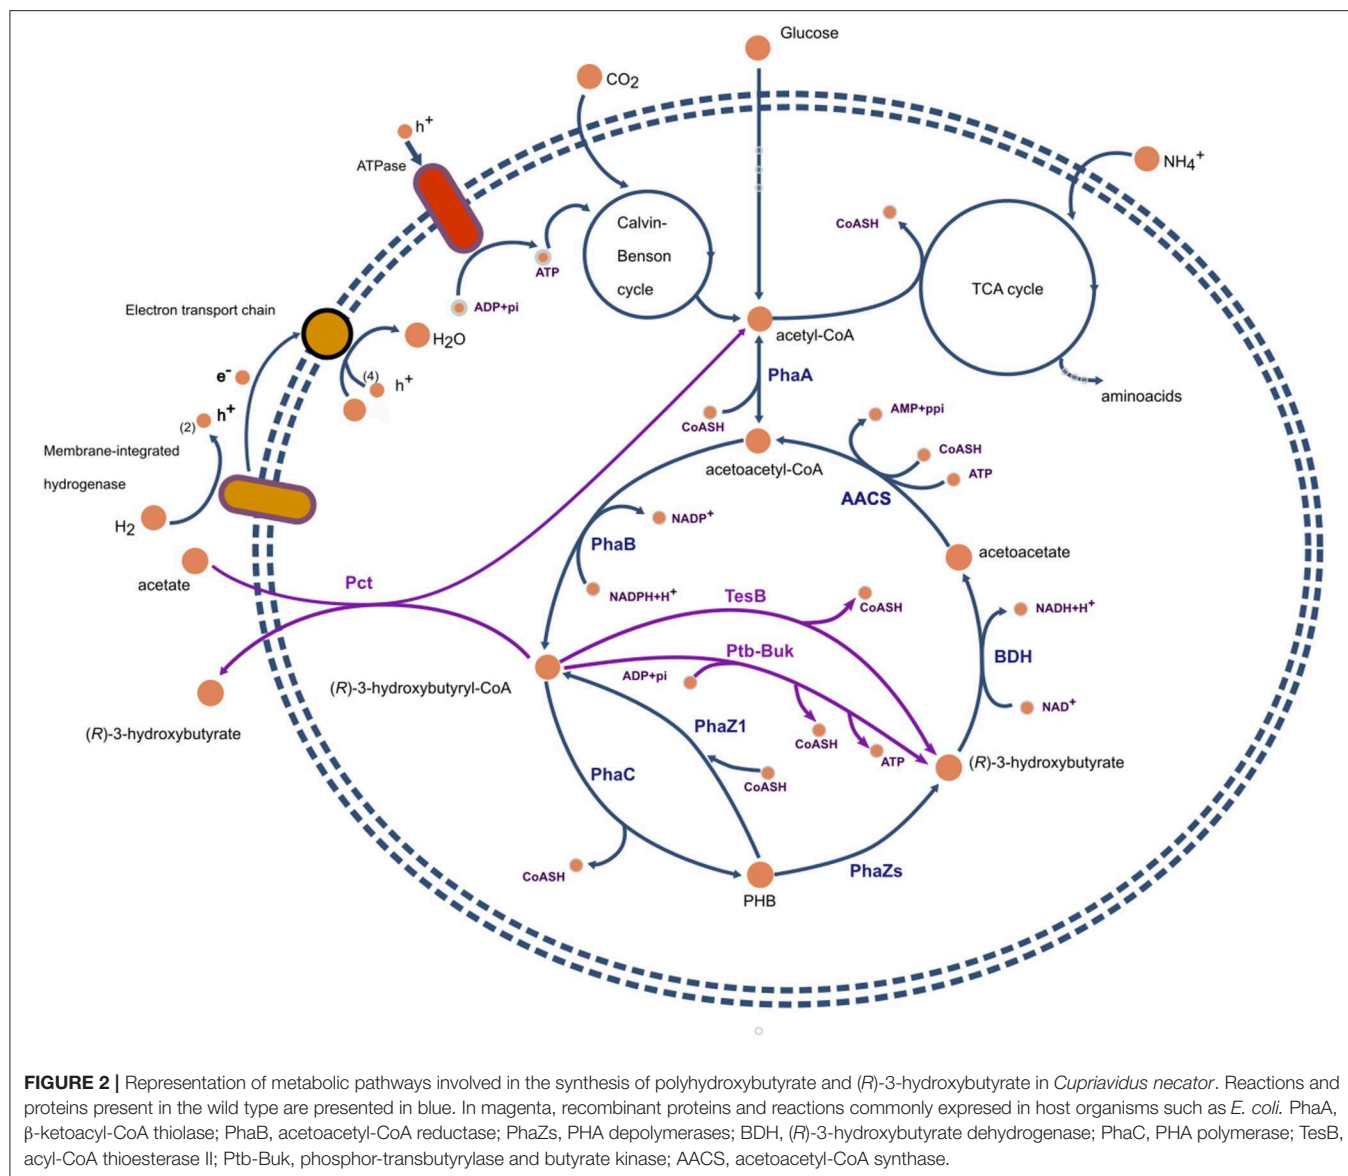 Glucose
CO2
h+
ATPase
NH4+
Calvin-
Benson
cycle
CoASH
TCA cycle
ATP
ADP+pi
Electron transport chain
H2O
acetyl-CoA
e-
(4) h+
PhaA
aminoacids
(2) h+
CoASH
AMP+ppi
Membrane-integrated
hydrogenase
acetoacetyl-CoA
CoASH
ATP
AACS
H2
NADP+
PhaB
acetoacetate
acetate
Pct
NADPH+H+
TesB
CoASH
NADH+H+
Ptb-Buk
BDH
ADP+pi
(R)-3-hydroxybutyryl-CoA
NAD+
(R)-3-hydroxybutyrate
PhaZ1
CoASH
ATP
(R)-3-hydroxybutyrate
PhaC
CoASH
CoASH
PhaZs
PHB
FIGURE 2 | Representation of metabolic pathways involved in the synthesis of polyhydroxybutyrate and (R)-3-hydroxybutyrate in Cupriavidus necator. Reactions and
proteins present in the wild type are presented in blue. In magenta, recombinant proteins and reactions commonly expresed in host organisms such as E. coli. PhaA,
β-ketoacyl-CoA thiolase; PhaB, acetoacetyl-CoA reductase; PhaZs, PHA depolymerases; BDH, (R)-3-hydroxybutyrate dehydrogenase; PhaC, PHA polymerase; TesB,
acyl-CoA thioesterase II; Ptb-Buk, phosphor-transbutyrylase and butyrate kinase; AACS, acetoacetyl-CoA synthase.